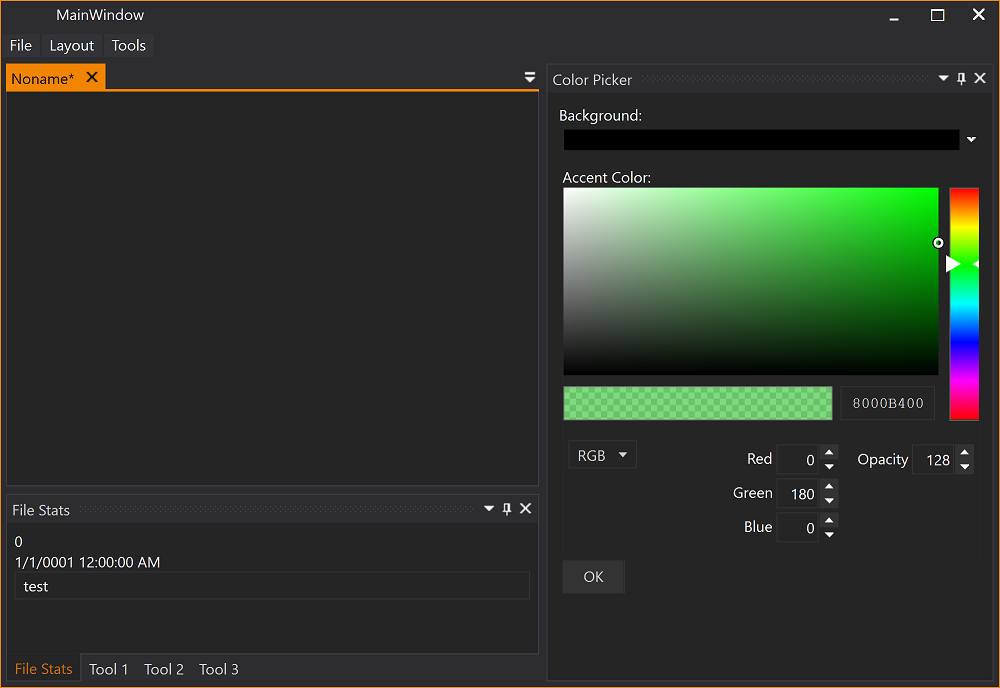 MainWindow
File Layout Tools
Noname*
Color Picker
Background:
Accent Color:
8000B400
RGB
Red 0
Opacity 128
Green 180
Blue 0
OK
File Stats
0
1/1/0001 12:00:00 AM
test
File Stats Tool 1 Tool 2 Tool 3